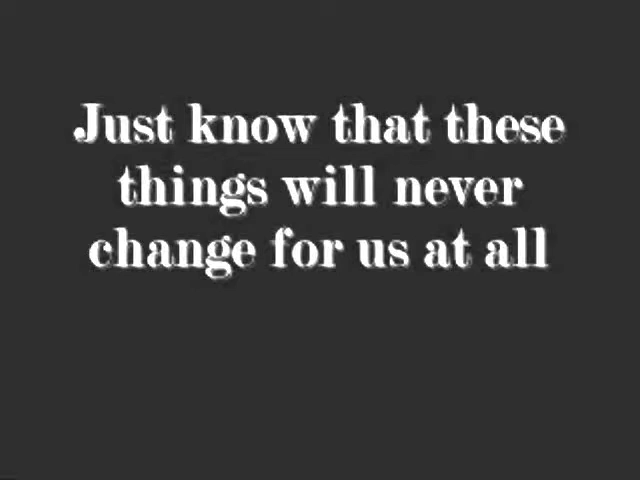 Just know that these
things will never
change for us at all